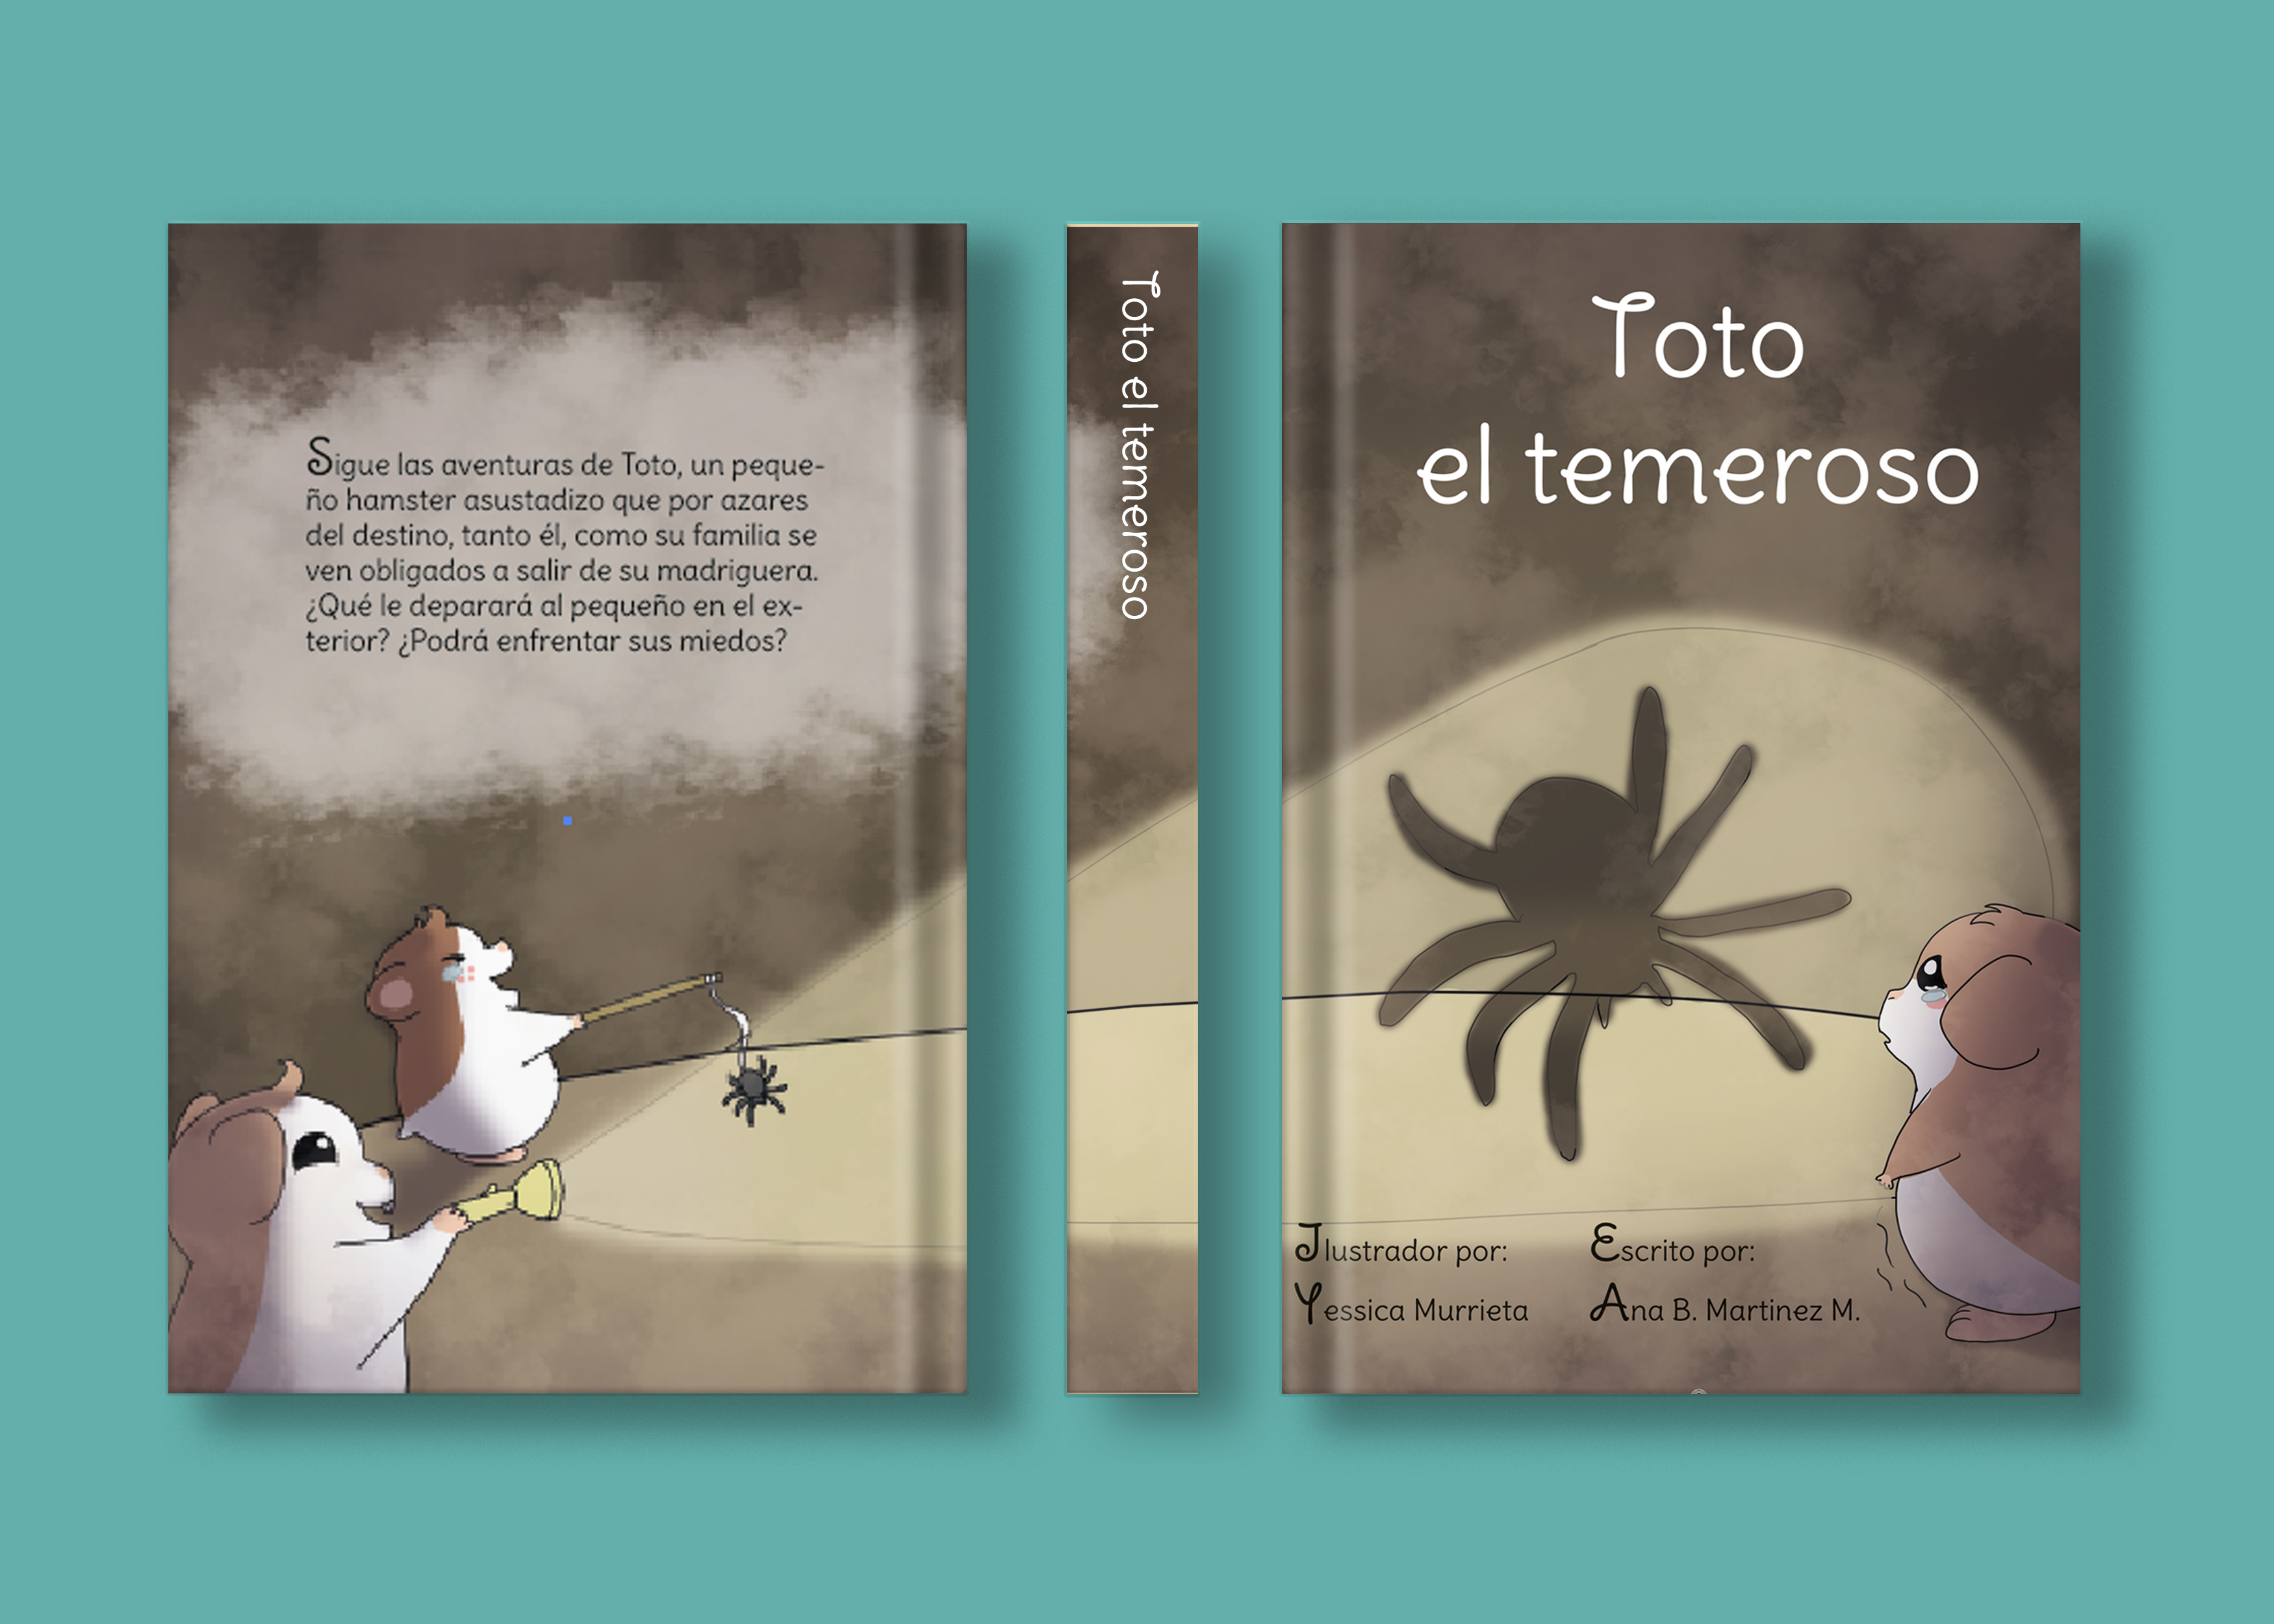 Sigue las aventuras de Toto, un peque-
ño hamster asustadizo que por azares
del destino, tanto él, como su familia se
ven obligados a salir de su madriguera.
¿Qué le deparará al pequeño en el ex-
terior? ¿Podrá enfrentar sus miedos?
Toto el temeroso
Toto
el temeroso
Ilustrador por:
Yessica Murrieta
Escrito por:
Ana B. Martinez M.